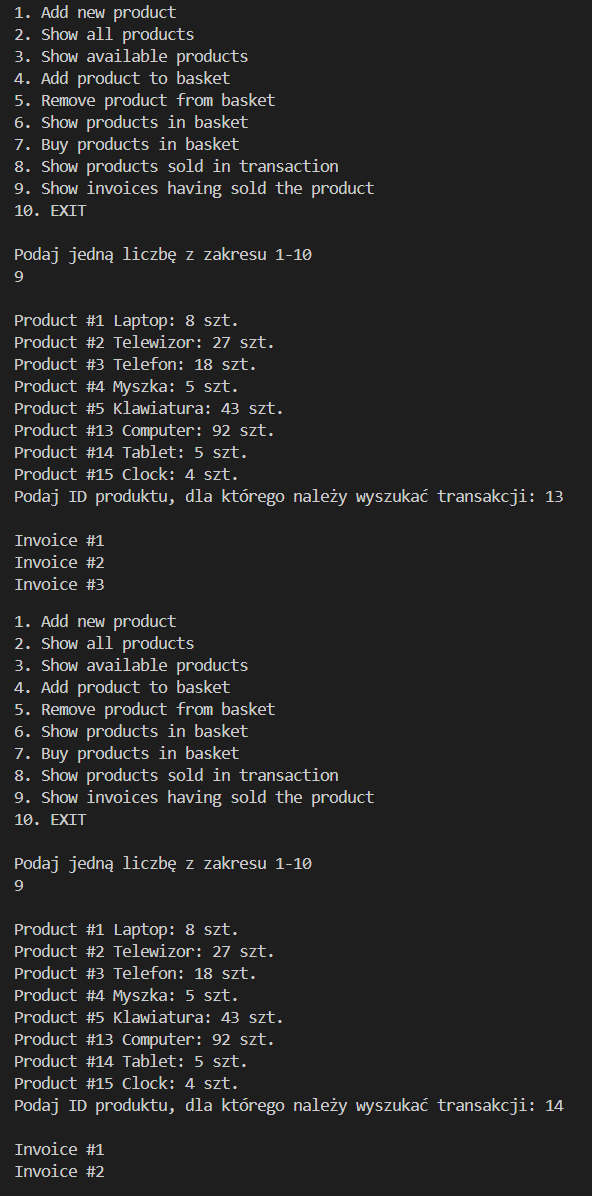 1. Add new product
2. Show all products
3. Show available products
4. Add product to basket
5. Remove product from basket
6. Show products in basket
7. Buy products in basket
8. Show products sold in transaction
9. Show invoices having sold the product
10. EXIT
Podaj jedną liczbę z zakresu 1-10
9
Product #1 Laptop: 8 szt.
Product #2 Telewizor: 27 szt.
Product #3 Telefon: 18 szt.
Product #4 Myszka: 5 szt.
Product #5 Klawiatura: 43 szt.
Product #13 Computer: 92 szt.
Product #14 Tablet: 5 szt.
Product #15 Clock: 4 szt.
Podaj ID produktu, dla którego należy wyszukać transakcji: 13
Invoice #1
Invoice #2
Invoice #3
1. Add new product
2. Show all products
3. Show available products
4. Add product to basket
5. Remove product from basket
6. Show products in basket
7. Buy products in basket
8. Show products sold in transaction
9. Show invoices having sold the product
10. EXIT
Podaj jedną liczbę z zakresu 1-10
9
Product #1 Laptop: 8 szt.
Product #2 Telewizor: 27 szt.
Product #3 Telefon: 18 szt.
Product #4 Myszka: 5 szt.
Product #5 Klawiatura: 43 szt.
Product #13 Computer: 92 szt.
Product #14 Tablet: 5 szt.
Product #15 Clock: 4 szt.
Podaj ID produktu, dla którego należy wyszukać transakcji: 14
Invoice #1
Invoice #2